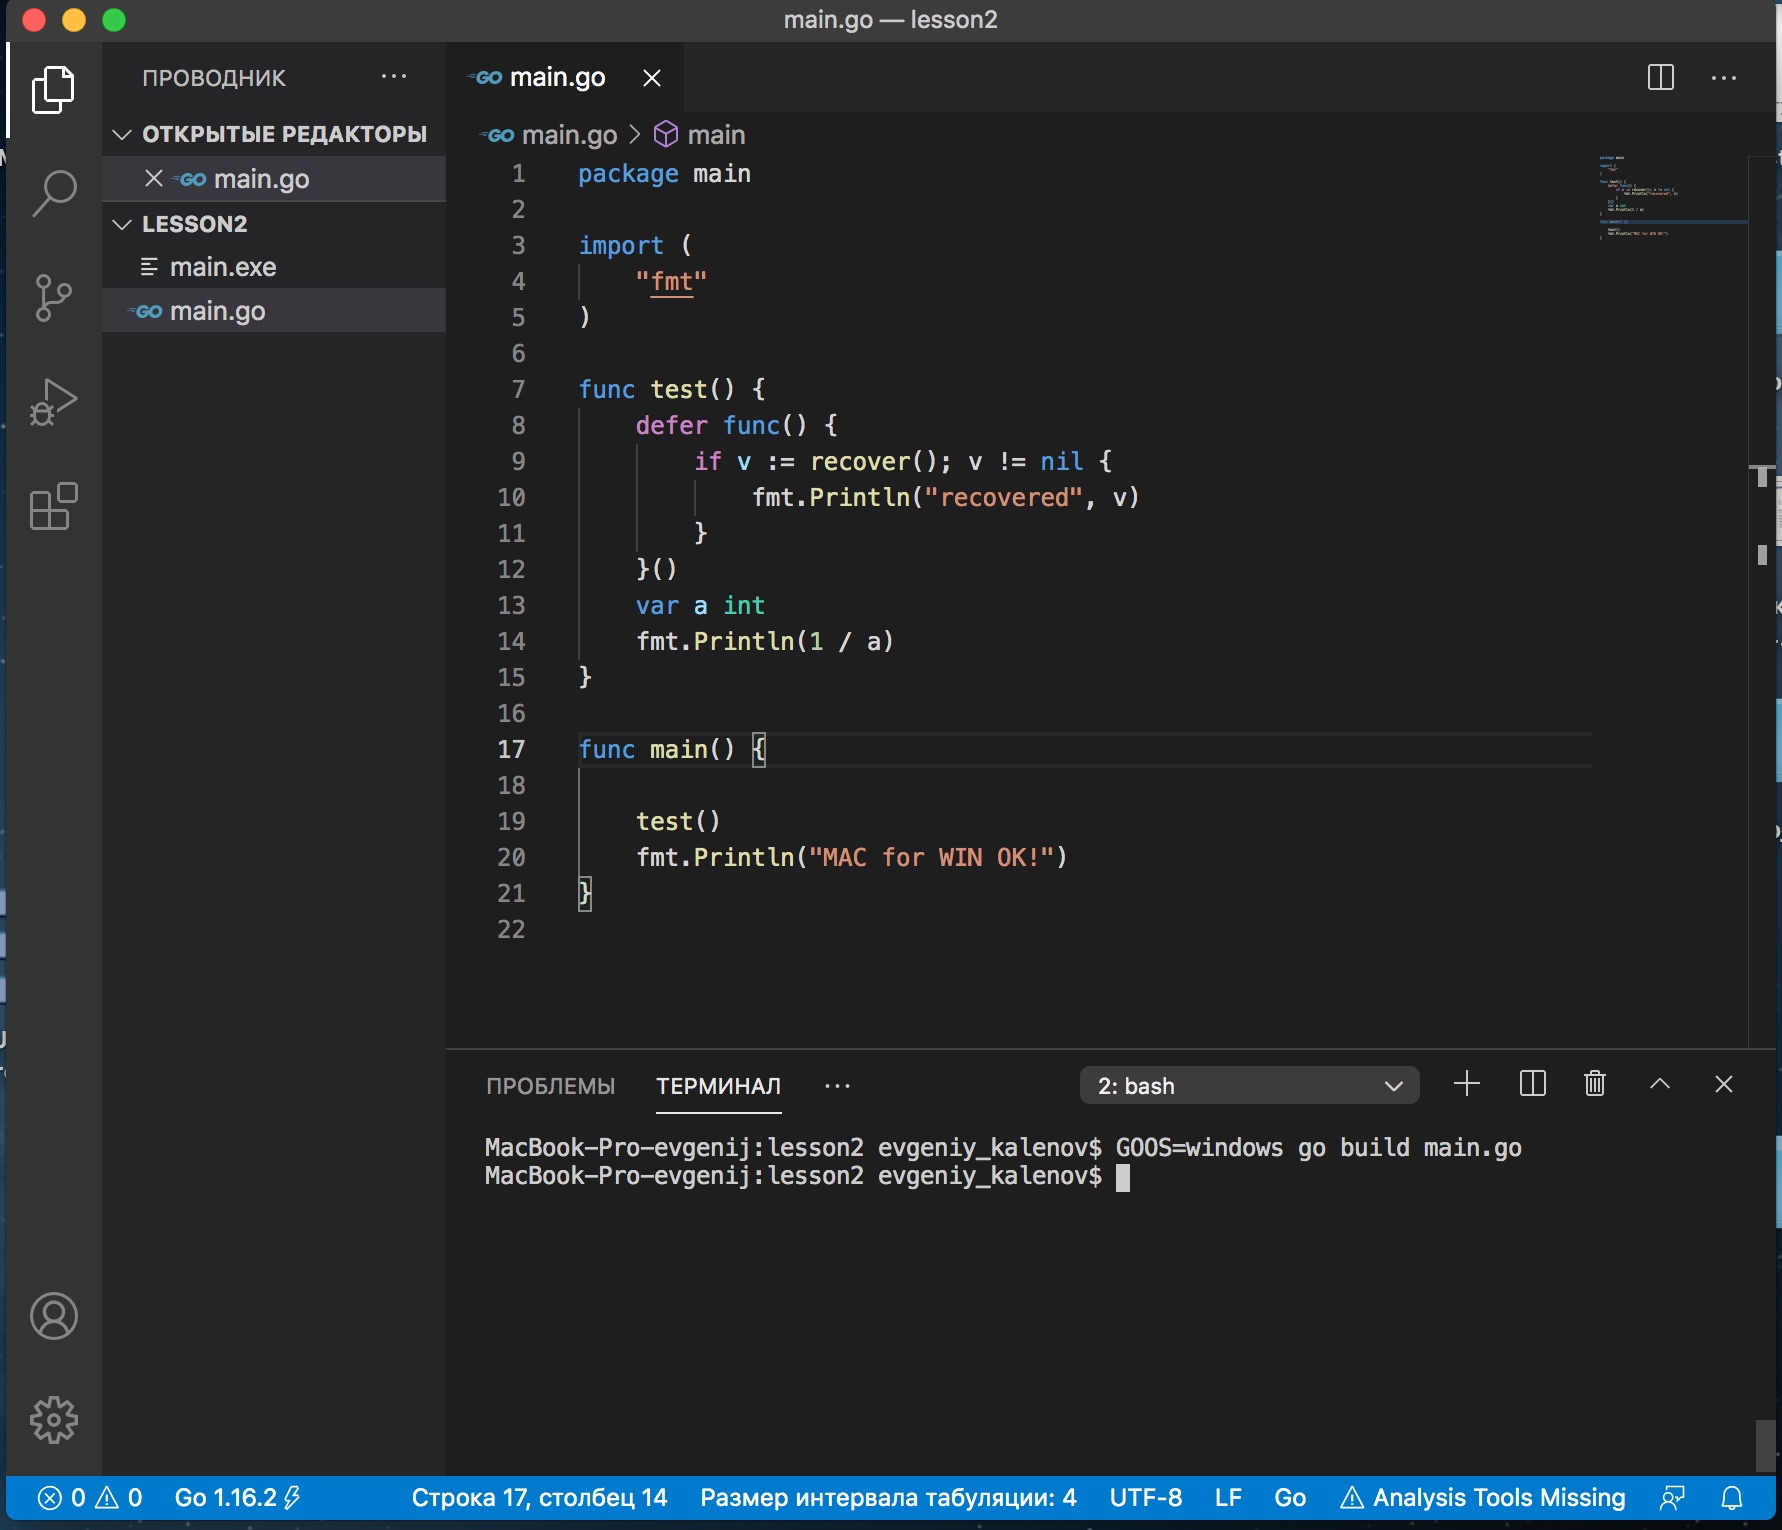 main.go — lesson2
ПРОВОДНИК
ОТКРЫТЫЕ РЕДАКТОРЫ
GO main.go
LESSON2
main.exe
GO main.go
GO main.go
GO main.go > main
1 package main
2
3 import (
4     "fmt"
5 )
6
7 func test() {
8     defer func() {
9         if v := recover(); v != nil {
10             fmt.Println("recovered", v)
11         }
12     }()
13     var a int
14     fmt.Println(1 / a)
15 }
16
17 func main() {
18
19     test()
20     fmt.Println("MAC for WIN OK!")
21 }
22
ПРОБЛЕМЫ ТЕРМИНАЛ 2: bash
MacBook-Pro-evgenij:lesson2 evgeniy_kalenov$ GOOS=windows go build main.go
MacBook-Pro-evgenij:lesson2 evgeniy_kalenov$
0 0 Go 1.16.2 Строка 17, столбец 14 Размер интервала табуляции: 4 UTF-8 LF Go Analysis Tools Missing